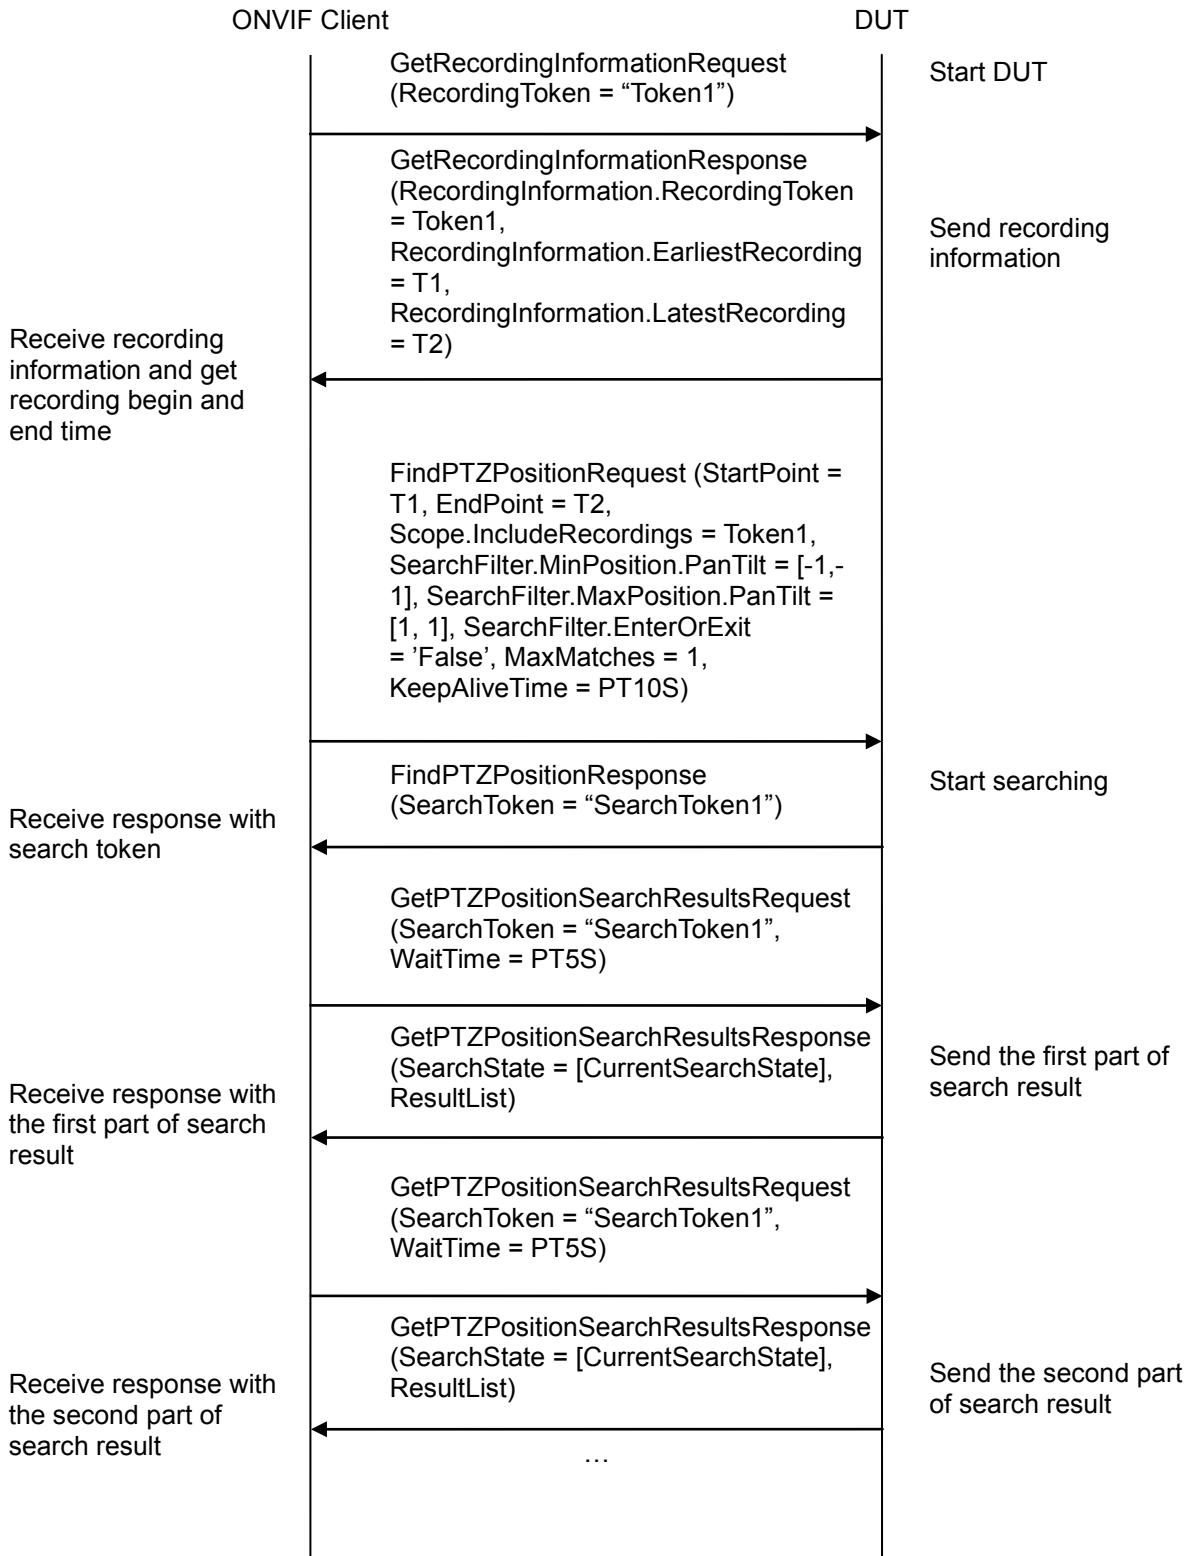 ONVIF Client
DUT
GetRecordingInformationRequest
(RecordingToken = “Token1”)
Start DUT
GetRecordingInformationResponse
(RecordingInformation.RecordingToken
= Token1,
RecordingInformation.EarliestRecording
= T1,
RecordingInformation.LatestRecording
= T2)
Send recording
information
Receive recording
information and get
recording begin and
end time
FindPTZPositionRequest (StartPoint =
T1, EndPoint = T2,
Scope.IncludeRecordings = Token1,
SearchFilter.MinPosition.PanTilt = [-1,-
1], SearchFilter.MaxPosition.PanTilt =
[1, 1], SearchFilter.EnterOrExit
= ’False’, MaxMatches = 1,
KeepAliveTime = PT10S)
FindPTZPositionResponse
(SearchToken = “SearchToken1”)
Start searching
Receive response with
search token
GetPTZPositionSearchResultsRequest
(SearchToken = “SearchToken1”,
WaitTime = PT5S)
GetPTZPositionSearchResultsResponse
(SearchState = [CurrentSearchState],
ResultList)
Send the first part of
search result
Receive response with
the first part of search
result
GetPTZPositionSearchResultsRequest
(SearchToken = “SearchToken1”,
WaitTime = PT5S)
GetPTZPositionSearchResultsResponse
(SearchState = [CurrentSearchState],
ResultList)
Send the second part
of search result
Receive response with
the second part of
search result
…